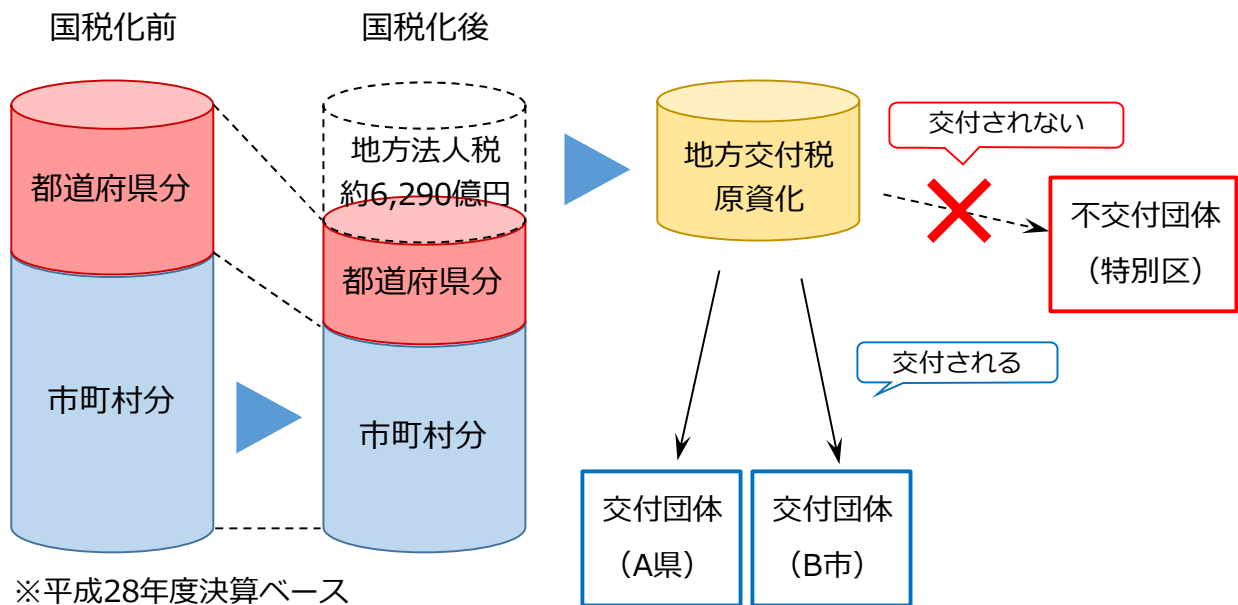 国税化前
国税化後
都道府県分
市町村分
地方法人税
約6,290億円
都道府県分
市町村分
地方交付税
原資化
交付されない
不交付団体
（特別区）
交付される
交付団体
（A県）
交付団体
（B市）
※平成28年度決算ベース